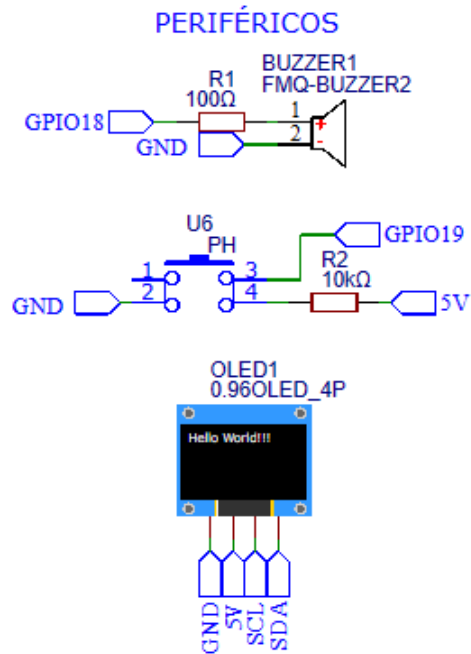 PERIFÉRICOS
BUZZER1
FMQ-BUZZER2
R1
100Ω
GPIO18
1
+
GND
2
-
U6
PH
GPIO19
1
3
R2
10kΩ
GND
2
4
5V
OLED1
0.96OLED_4P
Hello World!!!
GND
5V
SCL
SDA